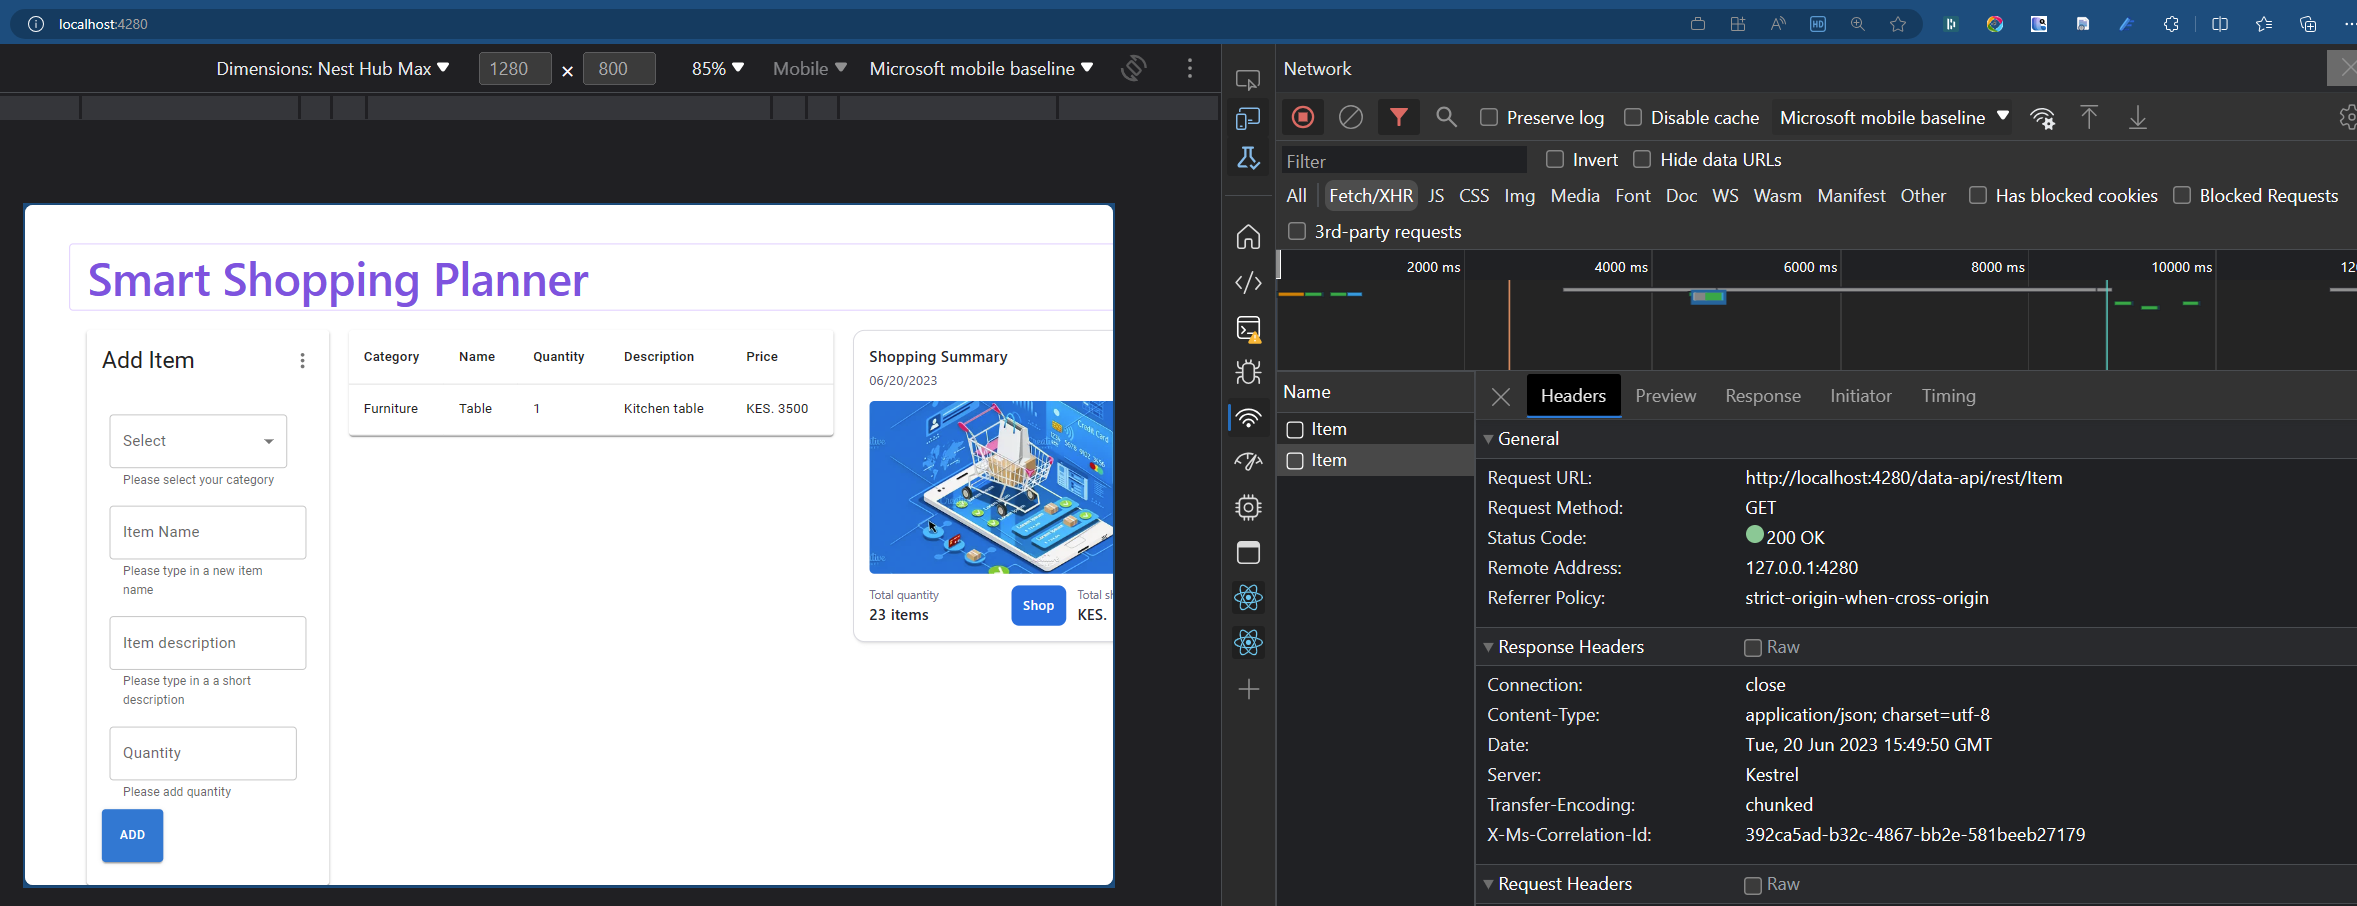 localhost:4280
Dimensions: Nest Hub Max
1280 × 800
85%
Mobile
Microsoft mobile baseline
Smart Shopping Planner
Add Item
Select
Please select your category
Item Name
Please type in a new item
name
Item description
Please type in a a short
description
Quantity
Please add quantity
ADD
Category Name Quantity Description Price
Furniture Table 1 Kitchen table KES. 3500
Shopping Summary
06/20/2023
Credit Card
Total quantity
23 items
Shop
Total sh
KES.
Network
Preserve log
Disable cache
Microsoft mobile baseline
Filter
Invert
Hide data URLs
All Fetch/XHR JS CSS Img Media Font Doc WS Wasm Manifest Other
Has blocked cookies
Blocked Requests
3rd-party requests
2000 ms 4000 ms 6000 ms 8000 ms 10000 ms 120
Name
Item
Item
Headers Preview Response Initiator Timing
General
Request URL: http://localhost:4280/data-api/rest/Item
Request Method: GET
Status Code: 200 OK
Remote Address: 127.0.0.1:4280
Referrer Policy: strict-origin-when-cross-origin
Response Headers Raw
Connection: close
Content-Type: application/json; charset=utf-8
Date: Tue, 20 Jun 2023 15:49:50 GMT
Server: Kestrel
Transfer-Encoding: chunked
X-Ms-Correlation-Id: 392ca5ad-b32c-4867-bb2e-581beeb27179
Request Headers Raw